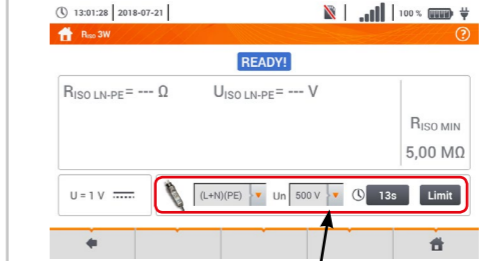 13:01:28 2018-07-21 100 %
RISO 3W ?
READY!
RISO LN-PE= --- Ω UISO LN-PE= --- V
RISO MIN
5,00 MΩ
U = 1 V (L+N)(PE) Un 500 V 13s Limit